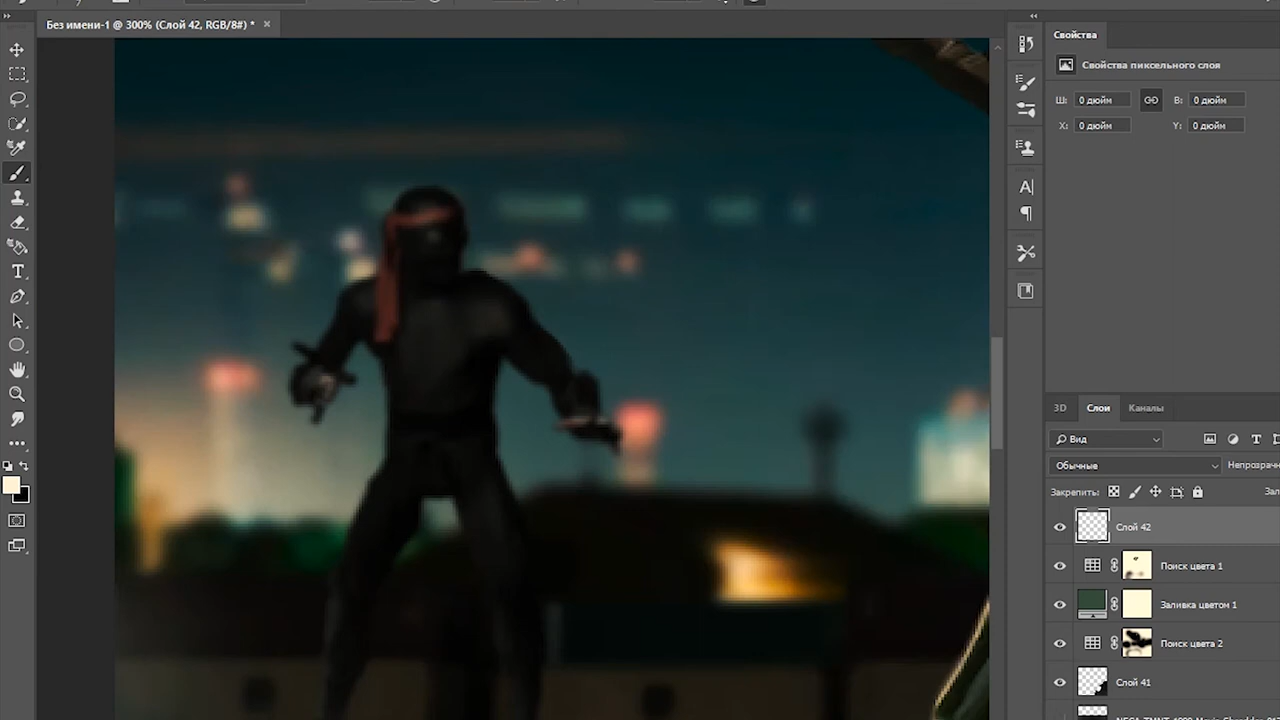 Без имени-1 @ 300% (Слой 42, RGB/8#) *
Свойства
Свойства пиксельного слоя
Ш: 0 дюйм
В: 0 дюйм
X: 0 дюйм
Y: 0 дюйм
3D Слои Каналы
Вид
Обычные
Непрозрач
Закрепить:
Зал
Слой 42
Поиск цвета 1
Заливка цветом 1
Поиск цвета 2
Слой 41